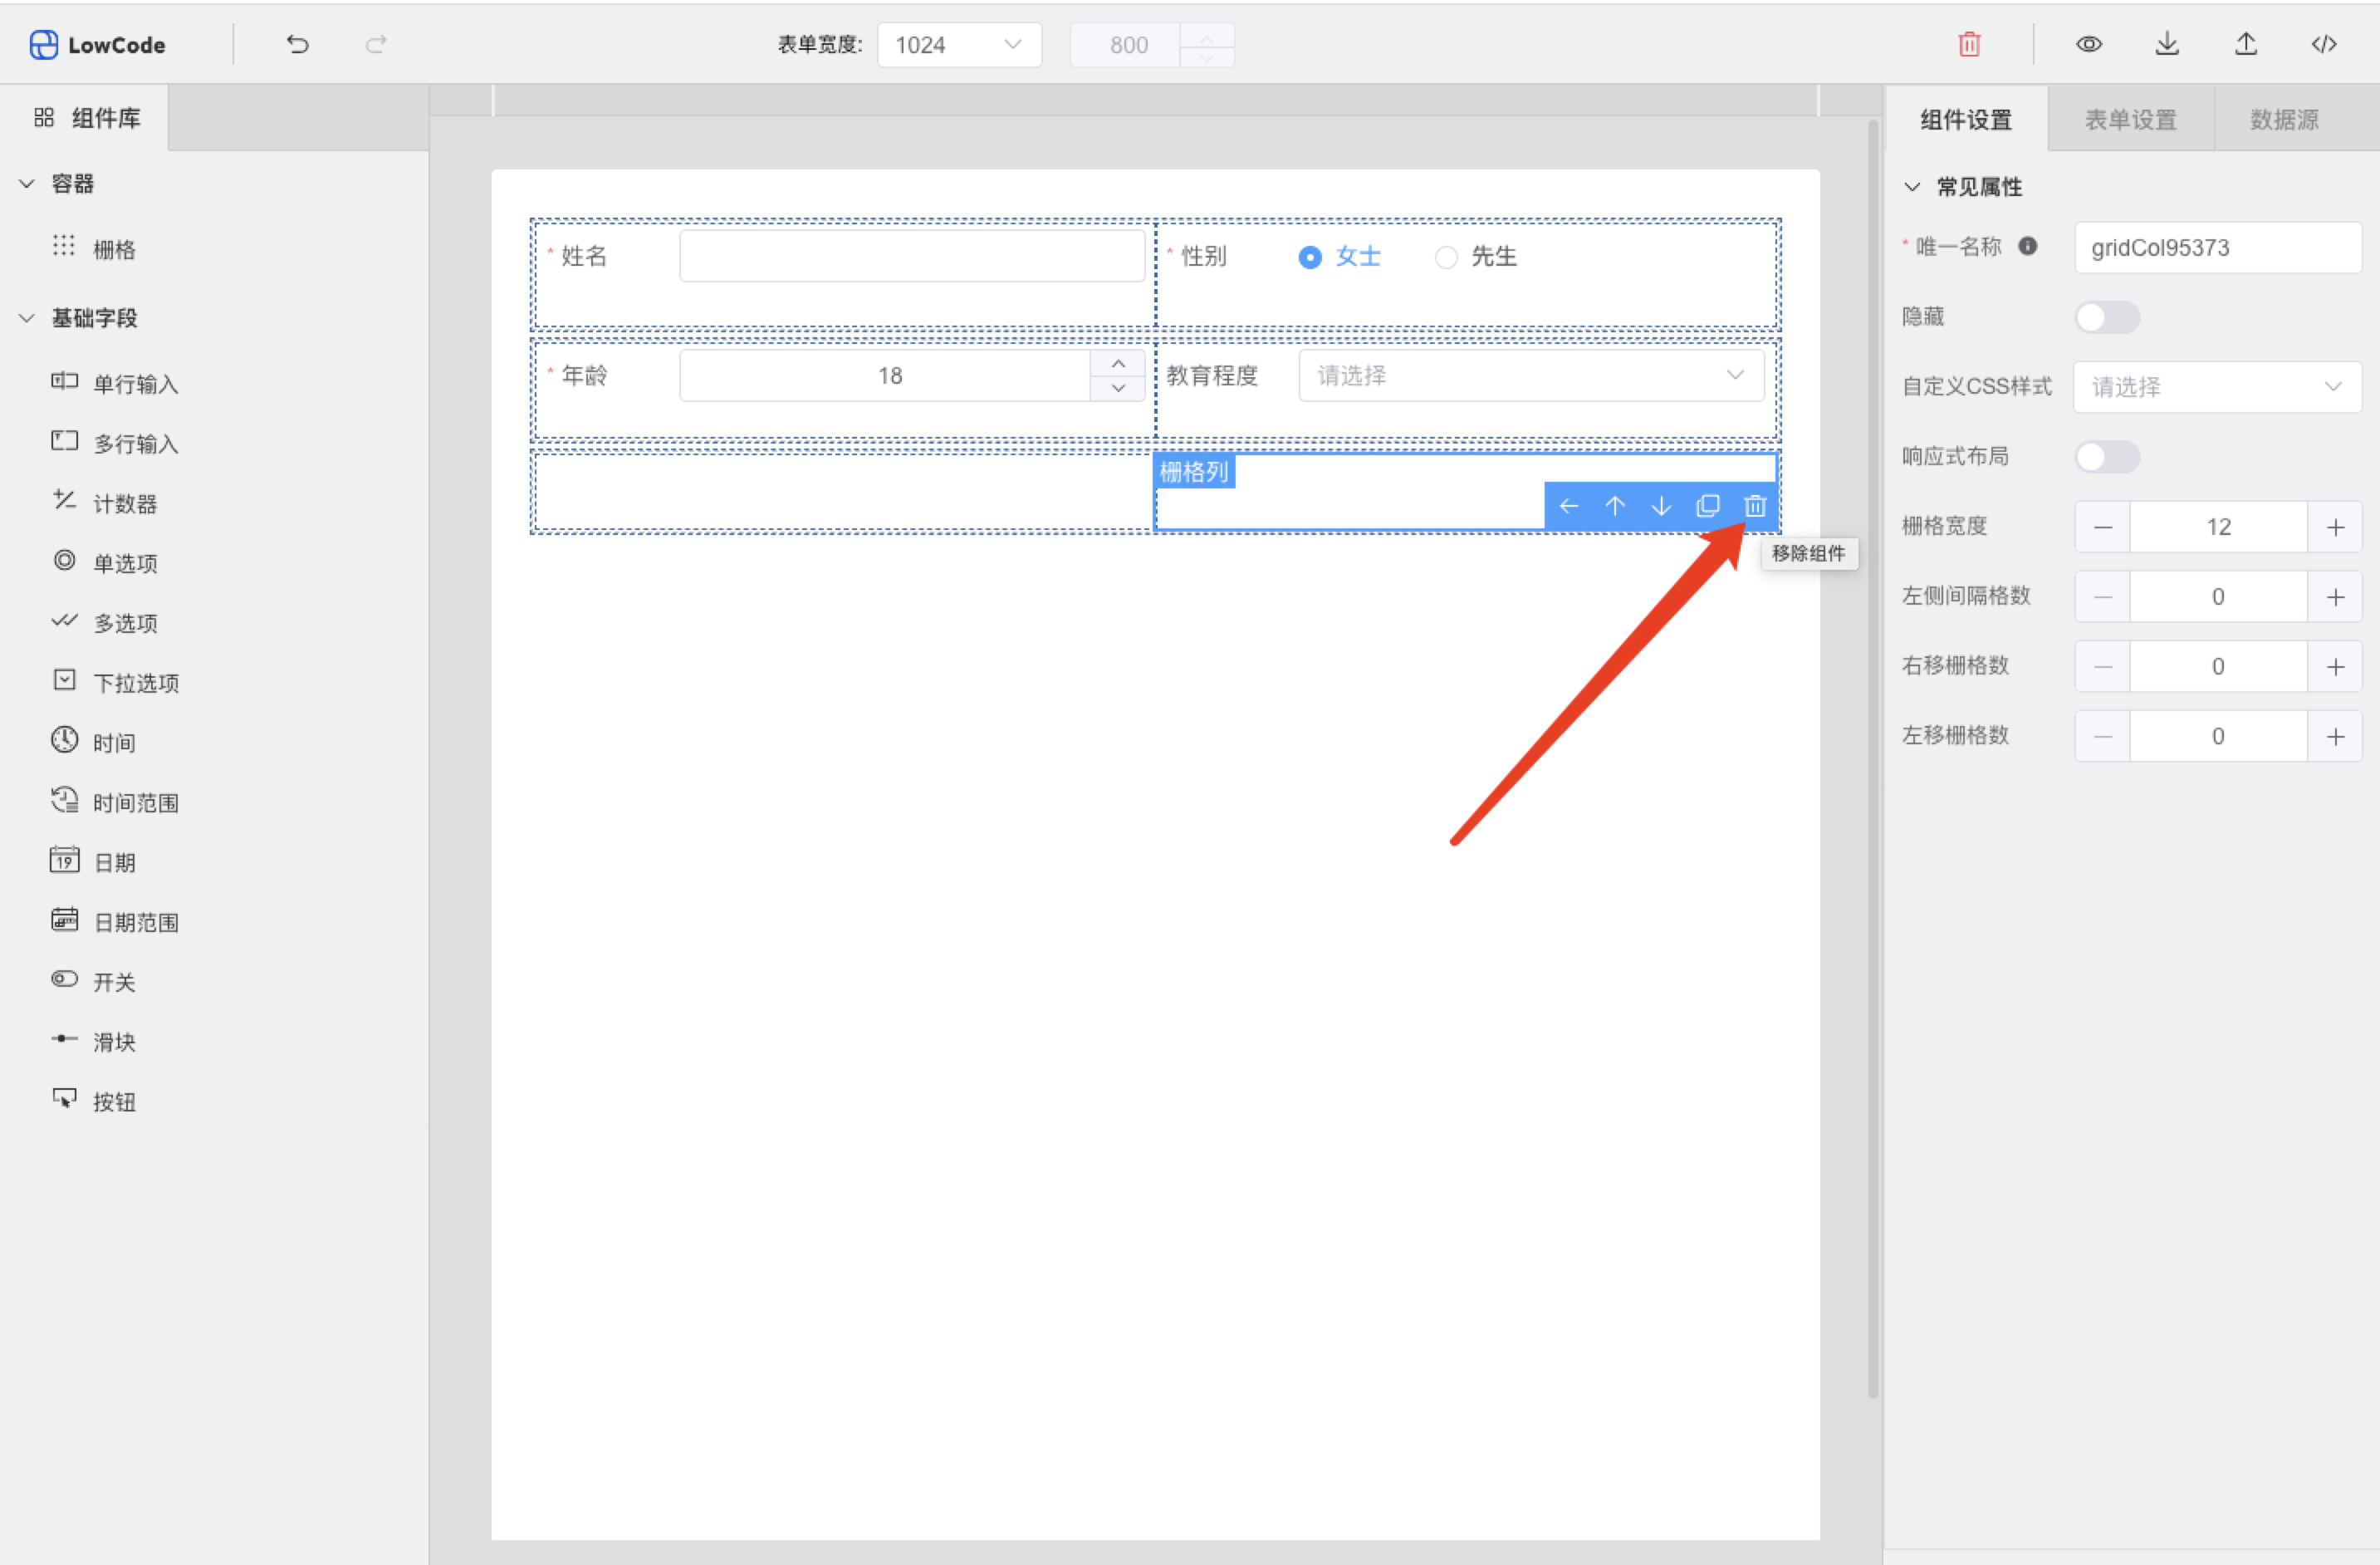 LowCode
表单宽度: 1024 800
组件库
容器
栅格
基础字段
单行输入
多行输入
计数器
单选项
多选项
下拉选项
时间
时间范围
19 日期
日期范围
开关
滑块
按钮
* 姓名
* 性别 女士 先生
* 年龄 18
教育程度 请选择
栅格列
移除组件
组件设置 表单设置 数据源
常见属性
* 唯一名称 gridCol95373
隐藏
自定义CSS样式 请选择
响应式布局
栅格宽度 12
左侧间隔格数 0
右移栅格数 0
左移栅格数 0